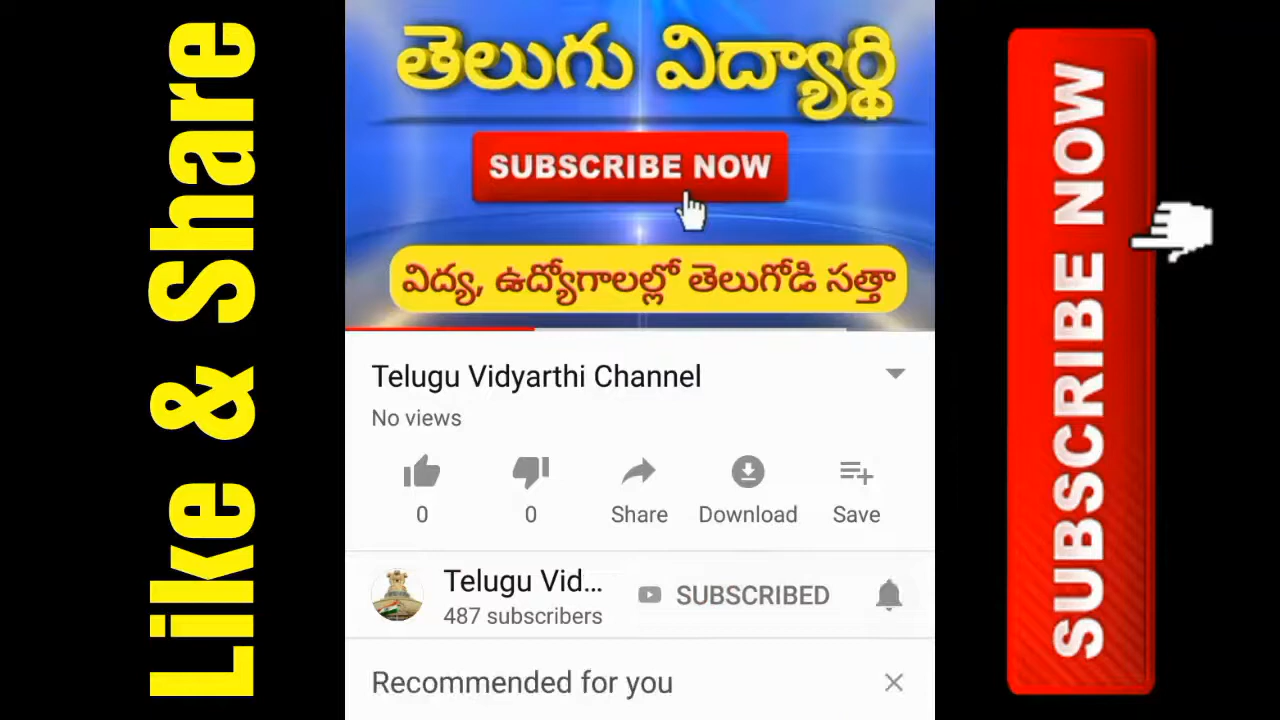 Like & Share
తెలుగు విద్యార్థి
SUBSCRIBE NOW
విద్య, ఉద్యోగాలల్లో తెలుగోడి సత్తా
Telugu Vidyarthi Channel
No views
0
0
Share
Download
Save
Telugu Vid...
SUBSCRIBED
487 subscribers
Recommended for you
SUBSCRIBE NOW